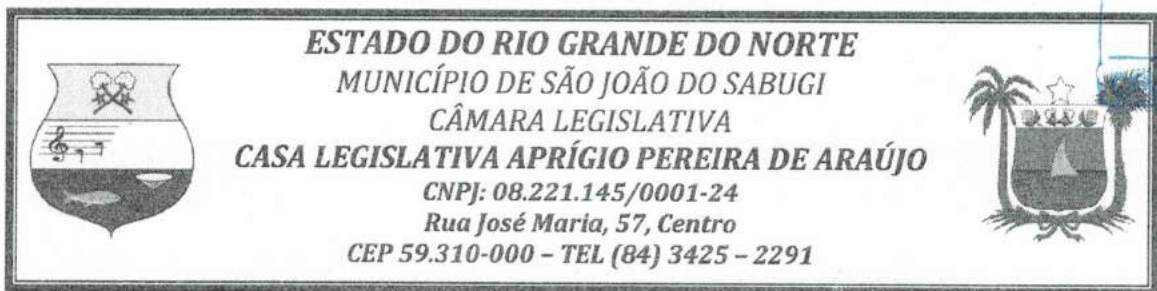 ESTADO DO RIO GRANDE DO NORTE
MUNICÍPIO DE SÃO JOÃO DO SABUGI
CÂMARA LEGISLATIVA
CASA LEGISLATIVA APRÍGIO PEREIRA DE ARAÚJO
CNPJ: 08.221.145/0001-24
Rua José Maria, 57, Centro
CEP 59.310-000 – TEL (84) 3425 – 2291